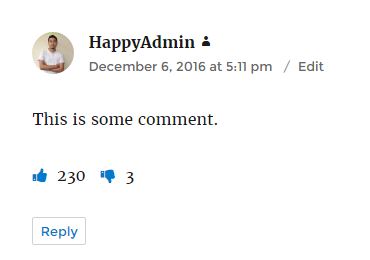 HappyAdmin
December 6, 2016 at 5:11 pm / Edit
This is some comment.
230 3
Reply